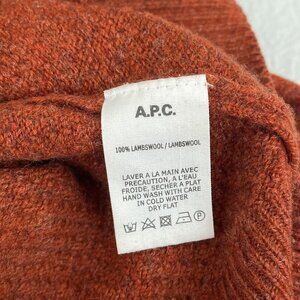 A.P.C.
100% LAMBSWOOL / LAMBSWOOL
LAVER A LA MAIN AVEC
PRECAUTION, A L'EAU
FROIDE, SECHER A PLAT
HAND WASH WITH CARE
IN COLD WATER
DRY FLAT
P